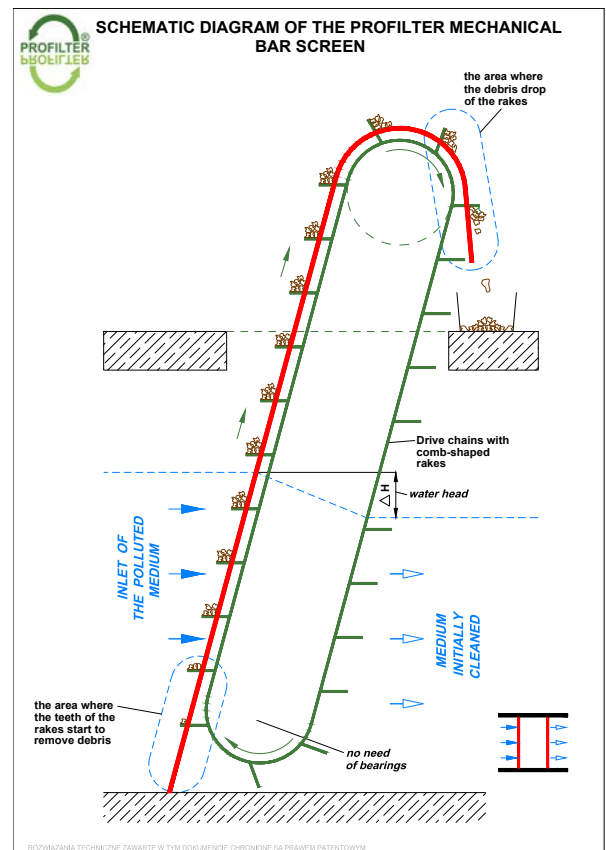 SCHEMATIC DIAGRAM OF THE PROFILTER MECHANICAL
BAR SCREEN
PROFILTER®
PROFILTER
the area where
the debris drop
of the rakes
Drive chains with
comb-shaped
rakes
△ H
water head
INLET OF
THE POLLUTED
MEDIUM
MEDIUM
INITIALLY
CLEANED
the area where
the teeth of the
rakes start to
remove debris
no need
of bearings
ROZWIĄZANIA TECHNICZNE ZAWARTE W TYM DOKUMENCIE CHRONIONE SĄ PRAWEM PATENTOWYM